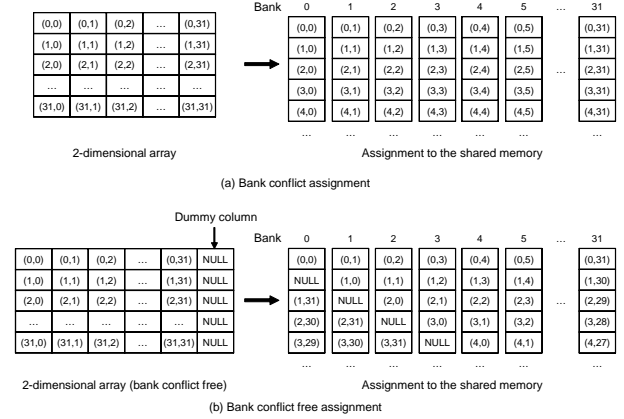 Bank 0 1 2 3 4 5 ... 31
(0,0) (0,1) (0,2) ... (0,31)
(1,0) (1,1) (1,2) ... (1,31)
(2,0) (2,1) (2,2) ... (2,31)
... ... ... ... ...
(31,0) (31,1) (31,2) ... (31,31)
(0,0) (0,1) (0,2) (0,3) (0,4) (0,5) (0,31)
(1,0) (1,1) (1,2) (1,3) (1,4) (1,5) (1,31)
(2,0) (2,1) (2,2) (2,3) (2,4) (2,5) ... (2,31)
(3,0) (3,1) (3,2) (3,3) (3,4) (3,5) (3,31)
(4,0) (4,1) (4,2) (4,3) (4,4) (4,5) (4,31)
... ... ... ... ... ... ...
2-dimensional array
Assignment to the shared memory
(a) Bank conflict assignment
Dummy column
Bank 0 1 2 3 4 5 ... 31
(0,0) (0,1) (0,2) ... (0,31) NULL
(1,0) (1,1) (1,2) ... (1,31) NULL
(2,0) (2,1) (2,2) ... (2,31) NULL
... ... ... ... ... NULL
(31,0) (31,1) (31,2) ... (31,31) NULL
(0,0) (0,1) (0,2) (0,3) (0,4) (0,5) (0,31)
NULL (1,0) (1,1) (1,2) (1,3) (1,4) (1,30)
(1,31) NULL (2,0) (2,1) (2,2) (2,3) ... (2,29)
(2,30) (2,31) NULL (3,0) (3,1) (3,2) (3,28)
(3,29) (3,30) (3,31) NULL (4,0) (4,1) (4,27)
... ... ... ... ... ... ...
2-dimensional array (bank conflict free)
Assignment to the shared memory
(b) Bank conflict free assignment